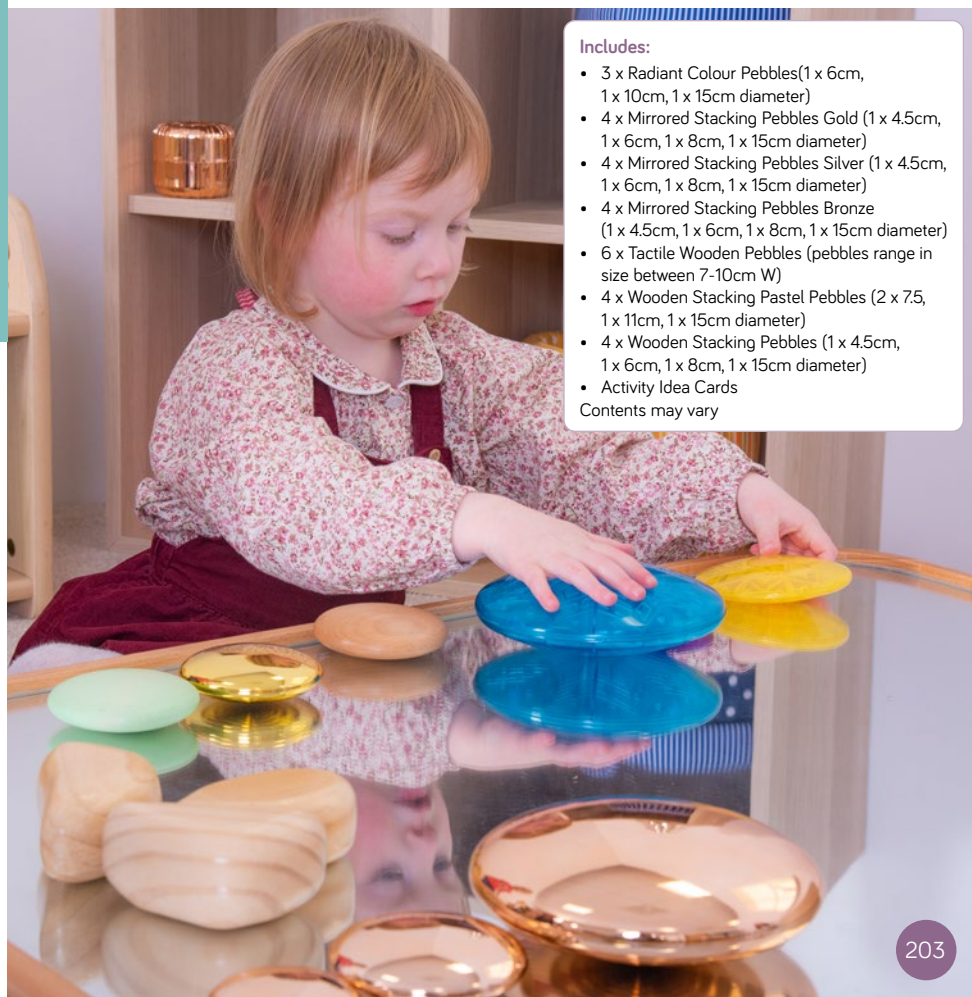 Includes:
• 3 x Radiant Colour Pebbles(1 x 6cm,
1 x 10cm, 1 x 15cm diameter)
• 4 x Mirrored Stacking Pebbles Gold (1 x 4.5cm,
1 x 6cm, 1 x 8cm, 1 x 15cm diameter)
• 4 x Mirrored Stacking Pebbles Silver (1 x 4.5cm,
1 x 6cm, 1 x 8cm, 1 x 15cm diameter)
• 4 x Mirrored Stacking Pebbles Bronze
(1 x 4.5cm, 1 x 6cm, 1 x 8cm, 1 x 15cm diameter)
• 6 x Tactile Wooden Pebbles (pebbles range in
size between 7-10cm W)
• 4 x Wooden Stacking Pastel Pebbles (2 x 7.5,
1 x 11cm, 1 x 15cm diameter)
• 4 x Wooden Stacking Pebbles (1 x 4.5cm,
1 x 6cm, 1 x 8cm, 1 x 15cm diameter)
• Activity Idea Cards
Contents may vary
203